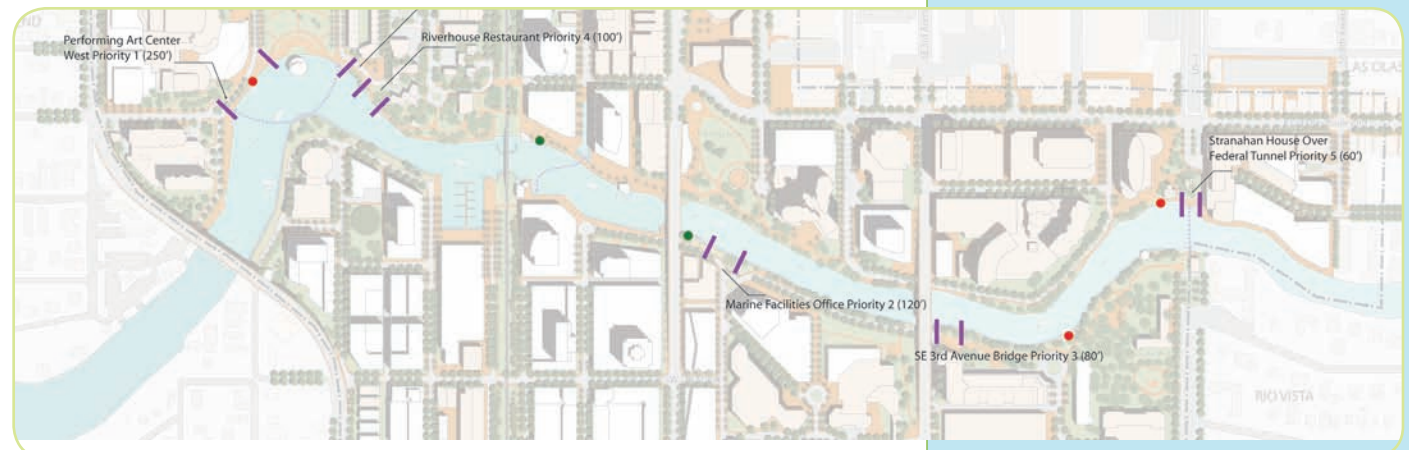 Performing Art Center
West Priority 1 (250')
Riverhouse Restaurant Priority 4 (100')
Stranahan House Over
Federal Tunnel Priority 5 (60')
Marine Facilities Office Priority 2 (120')
SE 3rd Avenue Bridge Priority 3 (80')
RIO VISTA